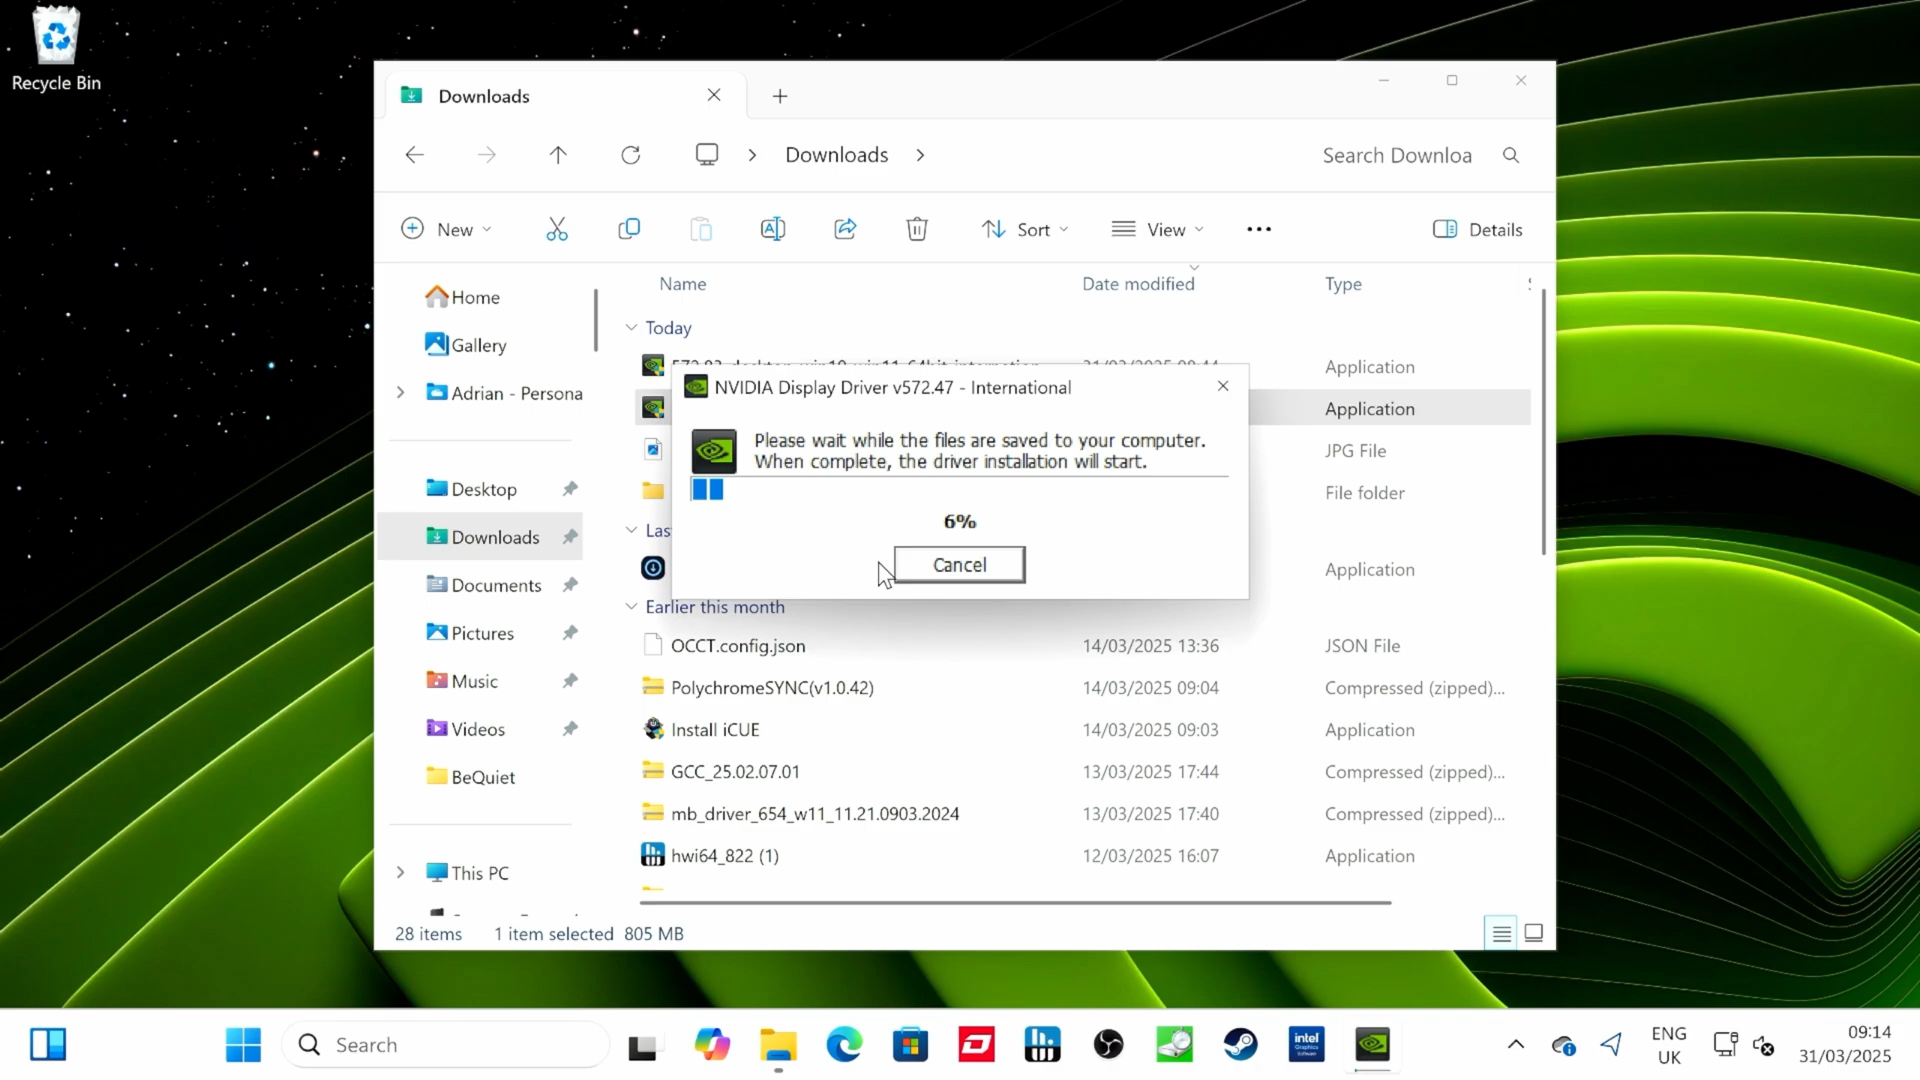 Recycle Bin
Downloads
Downloads
Search Downloa
New
Sort
View
Details
Home
Gallery
Adrian - Persona
Desktop
Downloads
Documents
Pictures
Music
Videos
BeQuiet
This PC
Name Date modified Type
Today
Application
Application
JPG File
File folder
Las
Application
Earlier this month
OCCT.config.json 14/03/2025 13:36 JSON File
PolychromeSYNC(v1.0.42) 14/03/2025 09:04 Compressed (zipped)...
Install iCUE 14/03/2025 09:03 Application
GCC_25.02.07.01 13/03/2025 17:44 Compressed (zipped)...
mb_driver_654_w11_11.21.0903.2024 13/03/2025 17:40 Compressed (zipped)...
hwi64_822 (1) 12/03/2025 16:07 Application
NVIDIA Display Driver v572.47 - International
Please wait while the files are saved to your computer.
When complete, the driver installation will start.
6%
Cancel
28 items 1 item selected 805 MB
Search
intel
ENG
UK
09:14
31/03/2025